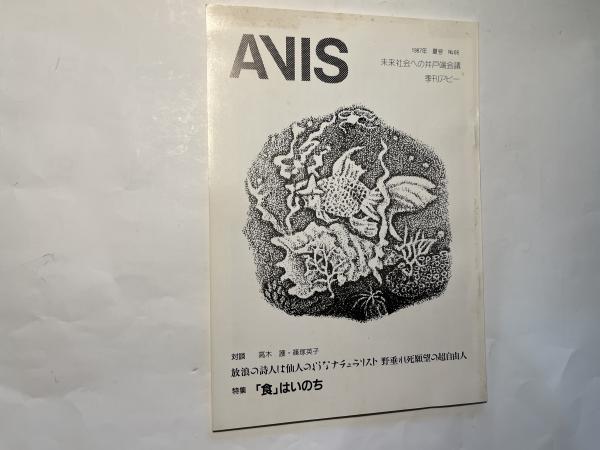 AVIS
1987年 夏号 No.66
未来社会への井戸端会議
季刊アビー
対談 高木 護・篠塚英子
放浪の詩人は仙人のようなナチュラリスト 野垂れ死願望の超自由人
特集 「食」はいのち